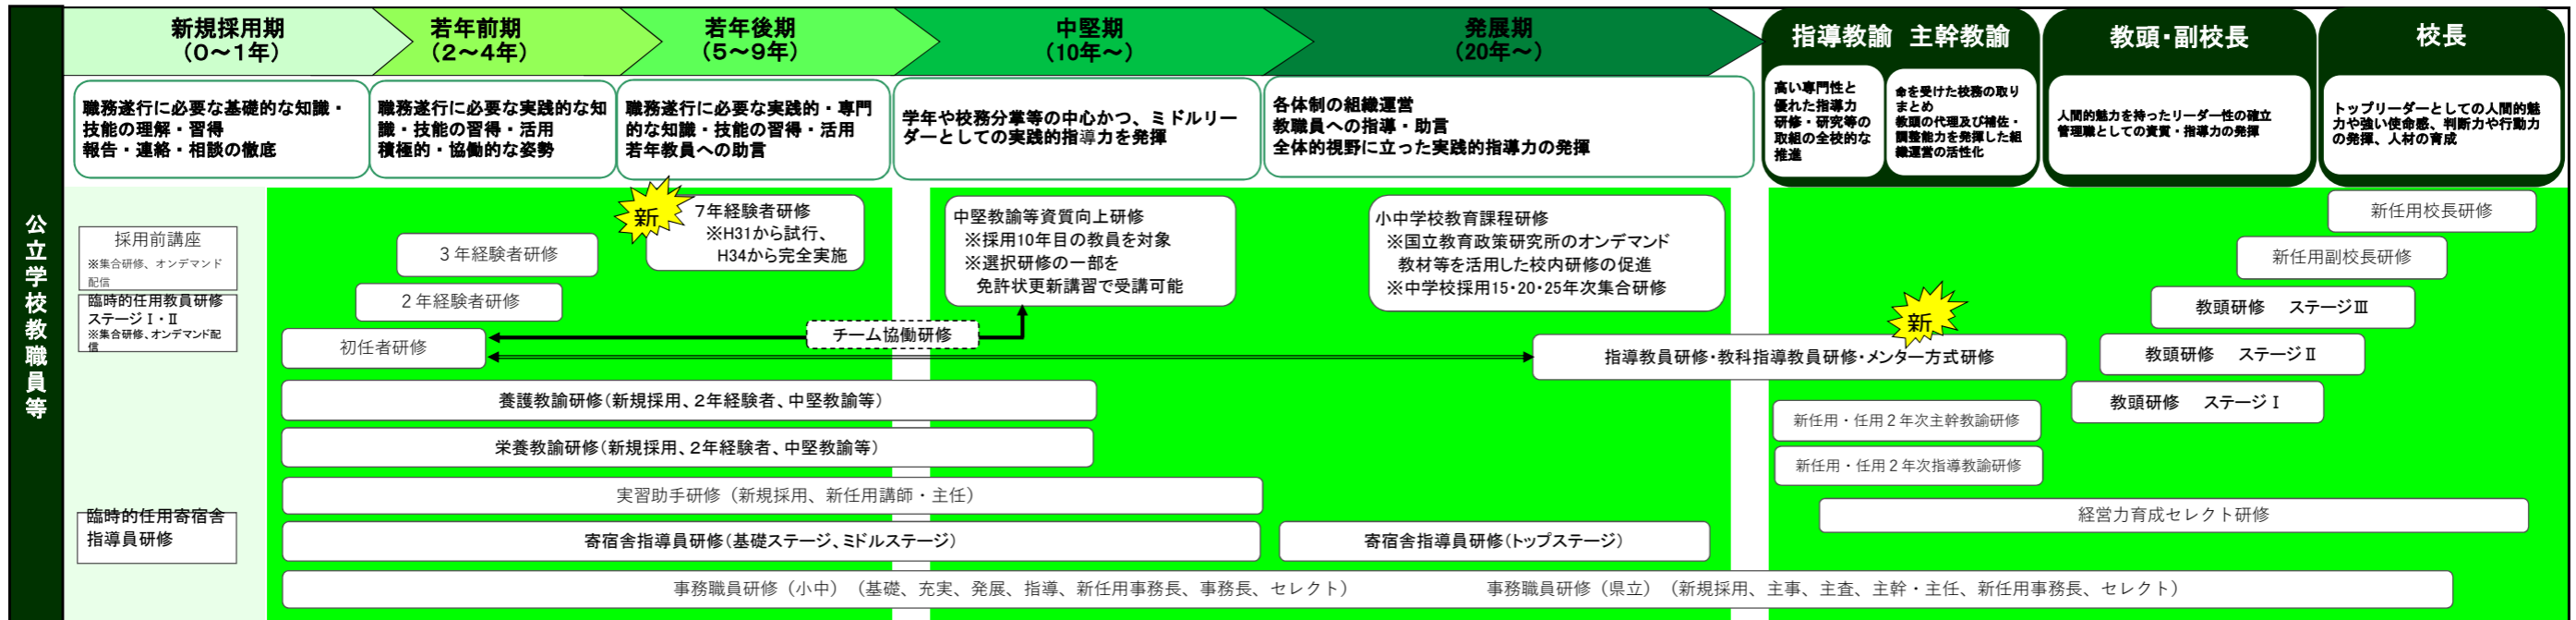 公立学校教職員等
新規採用期
（０～１年）
若年前期
（２～４年）
若年後期
（５～９年）
中堅期
（10年～）
発展期
（20年～）
指導教諭 主幹教諭
教頭・副校長
校長
職務遂行に必要な基礎的な知識・
技能の理解・習得
報告・連絡・相談の徹底
職務遂行に必要な実践的な知
識・技能の習得・活用
積極的・協働的な姿勢
職務遂行に必要な実践的・専門
的な知識・技能の習得・活用
若年教員への助言
学年や校務分掌等の中心かつ、ミドルリー
ダーとしての実践的指導力を発揮
各体制の組織運営
教職員への指導・助言
全体的視野に立った実践的指導力の発揮
高い専門性と
優れた指導力
研修・研究等の
取組の全校的な
推進
命を受けた校務の取り
まとめ
教頭の代理及び補佐・
調整能力を発揮した組
織運営の活性化
人間的魅力を持ったリーダー性の確立
管理職としての資質・指導力の発揮
トップリーダーとしての人間的魅
力や強い使命感、判断力や行動力
の発揮、人材の育成
採用前講座
※集合研修、オンデマンド
配信
臨時的任用教員研修
ステージⅠ・Ⅱ
※集合研修、オンデマンド配
信
臨時的任用寄宿舎
指導員研修
初任者研修
２年経験者研修
３年経験者研修
新
７年経験者研修
※H31から試行、
H34から完全実施
中堅教諭等資質向上研修
※採用10年目の教員を対象
※選択研修の一部を
免許状更新講習で受講可能
小中学校教育課程研修
※国立教育政策研究所のオンデマンド
教材等を活用した校内研修の促進
※中学校採用15・20・25年次集合研修
チーム協働研修
新
指導教員研修・教科指導教員研修・メンター方式研修
新任用校長研修
新任用副校長研修
教頭研修 ステージⅢ
教頭研修 ステージⅡ
教頭研修 ステージⅠ
養護教諭研修（新規採用、２年経験者、中堅教諭等）
栄養教諭研修（新規採用、２年経験者、中堅教諭等）
新任用・任用２年次主幹教諭研修
新任用・任用２年次指導教諭研修
実習助手研修（新規採用、新任用講師・主任）
経営力育成セレクト研修
寄宿舎指導員研修（基礎ステージ、ミドルステージ）
寄宿舎指導員研修（トップステージ）
事務職員研修（小中）（基礎、充実、発展、指導、新任用事務長、事務長、セレクト）
事務職員研修（県立）（新規採用、主事、主査、主幹・主任、新任用事務長、セレクト）